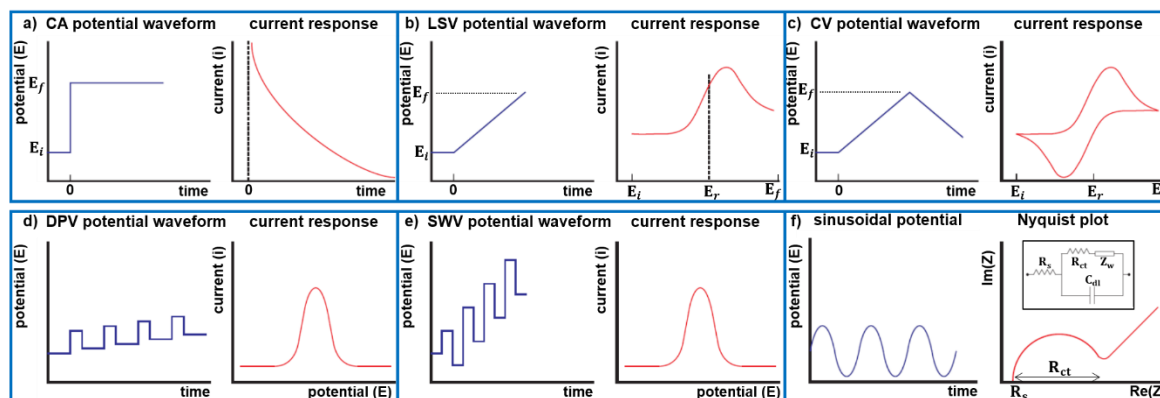 a) CA potential waveform
current response
potential (E)
E_f
E_i
0
time
current (i)
0
time
b) LSV potential waveform
current response
potential (E)
E_f
E_i
0
time
current (i)
E_i
E_r
E_f
c) CV potential waveform
current response
potential (E)
E_f
E_i
0
time
current (i)
E_i
E_r
E
d) DPV potential waveform
current response
potential (E)
time
current (i)
potential (E)
e) SWV potential waveform
current response
potential (E)
time
current (i)
potential (E)
f) sinusoidal potential
Nyquist plot
potential (E)
time
Im(Z)
R_s
R_ct
Z_w
C_dl
R_ct
R_s
Re(Z